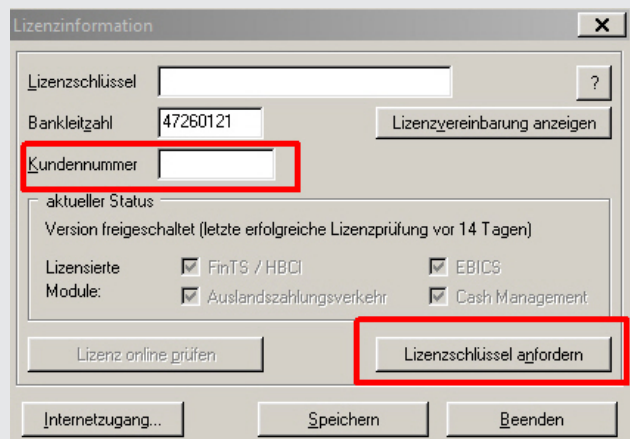 Lizenzinformation
Lizenzschlüssel ?
Bankleitzahl 47260121 Lizenzvereinbarung anzeigen
Kundennummer
aktueller Status
Version freigeschaltet (letzte erfolgreiche Lizenzprüfung vor 14 Tagen)
Lizensierte FinTS / HBCI EBICS
Module: Auslandszahlungsverkehr Cash Management
Lizenz online prüfen Lizenzschlüssel anfordern
Internetzugang... Speichern Beenden